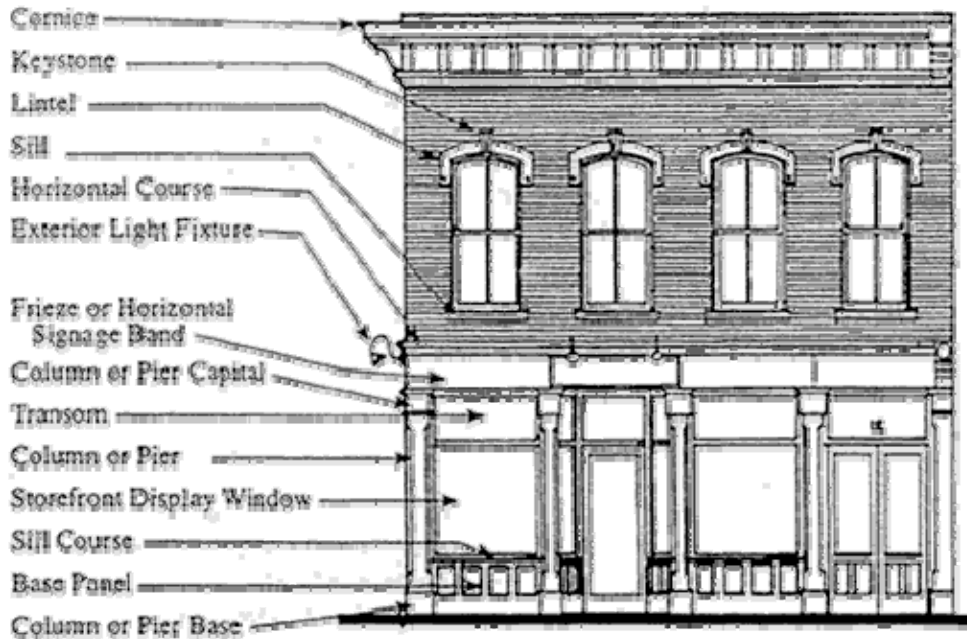 Cornice
Keystone
Lintel
Sill
Horizontal Course
Exterior Light Fixture
Frieze or Horizontal
Signage Band
Column or Pier Capital
Transom
Column or Pier
Storefront Display Window
Sill Course
Base Panel
Column or Pier Base